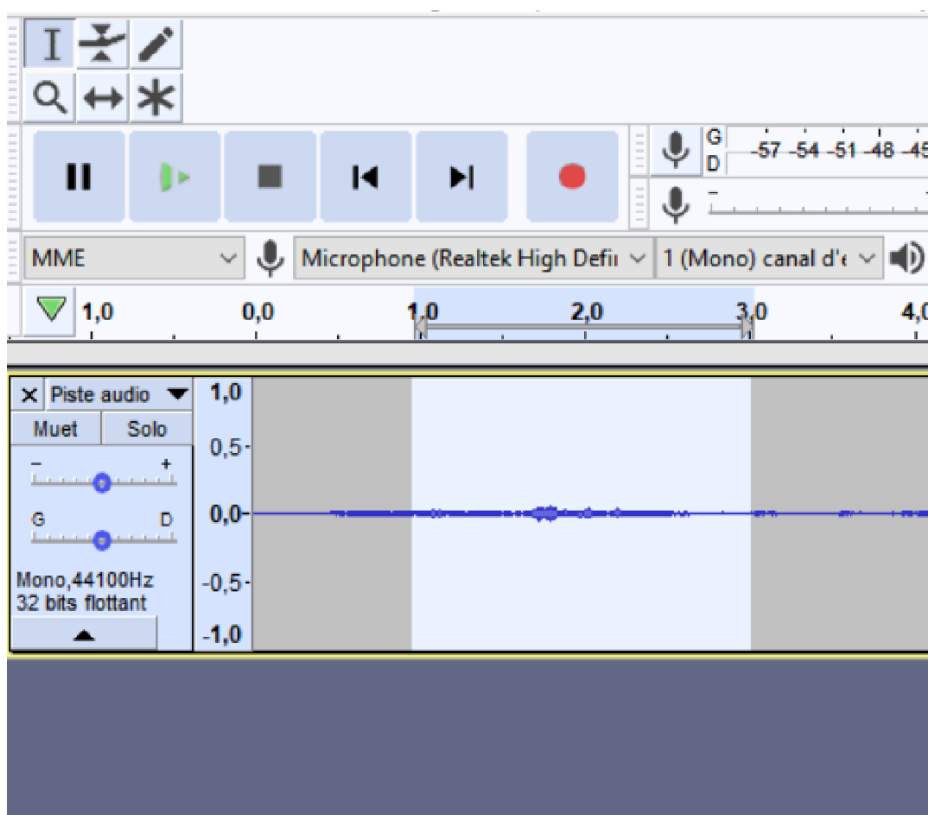 G
D
-57 -54 -51 -48 -45
-
MME
Microphone (Realtek High Defin
1 (Mono) canal d'e
1,0 0,0 1,0 2,0 3,0 4,0
× Piste audio
Muet Solo
- +
G D
Mono,44100Hz
32 bits flottant
1,0
0,5-
0,0-
-0,5-
-1,0